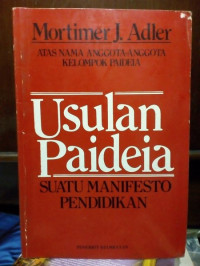 Mortimer J. Adler
ATAS NAMA ANGGOTA-ANGGOTA
KELOMPOK PAIDEIA
Usulan
Paideia
SUATU MANIFESTO
PENDIDIKAN